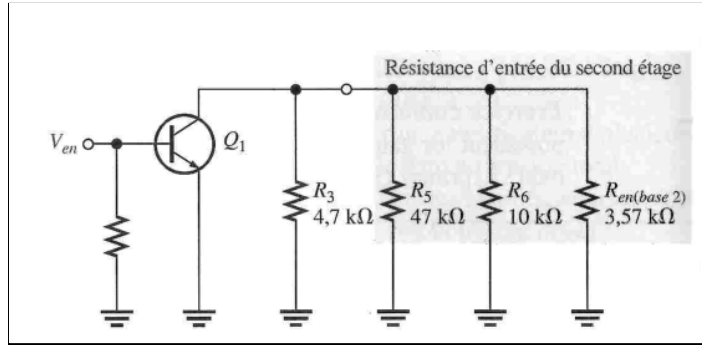 Résistance d'entrée du second étage
V_en
Q_1
R_3
4,7 kΩ
R_5
47 kΩ
R_6
10 kΩ
R_en(base 2)
3,57 kΩ